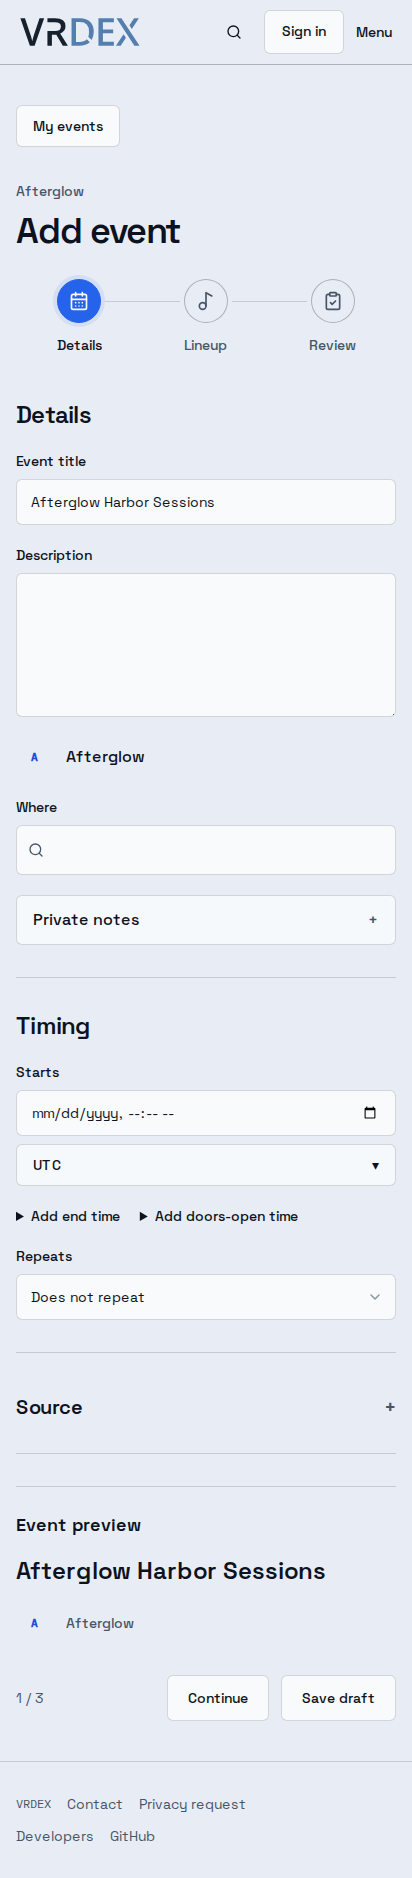 VRDEX Sign in Menu
My events
Afterglow
Add event
Details Lineup Review
Details
Event title
Afterglow Harbor Sessions
Description
A Afterglow
Where
Private notes +
Timing
Starts
mm/dd/yyyy, --:-- --
UTC
Add end time Add doors-open time
Repeats
Does not repeat
Source +
Event preview
Afterglow Harbor Sessions
A Afterglow
1 / 3 Continue Save draft
VRDEX Contact Privacy request
Developers GitHub